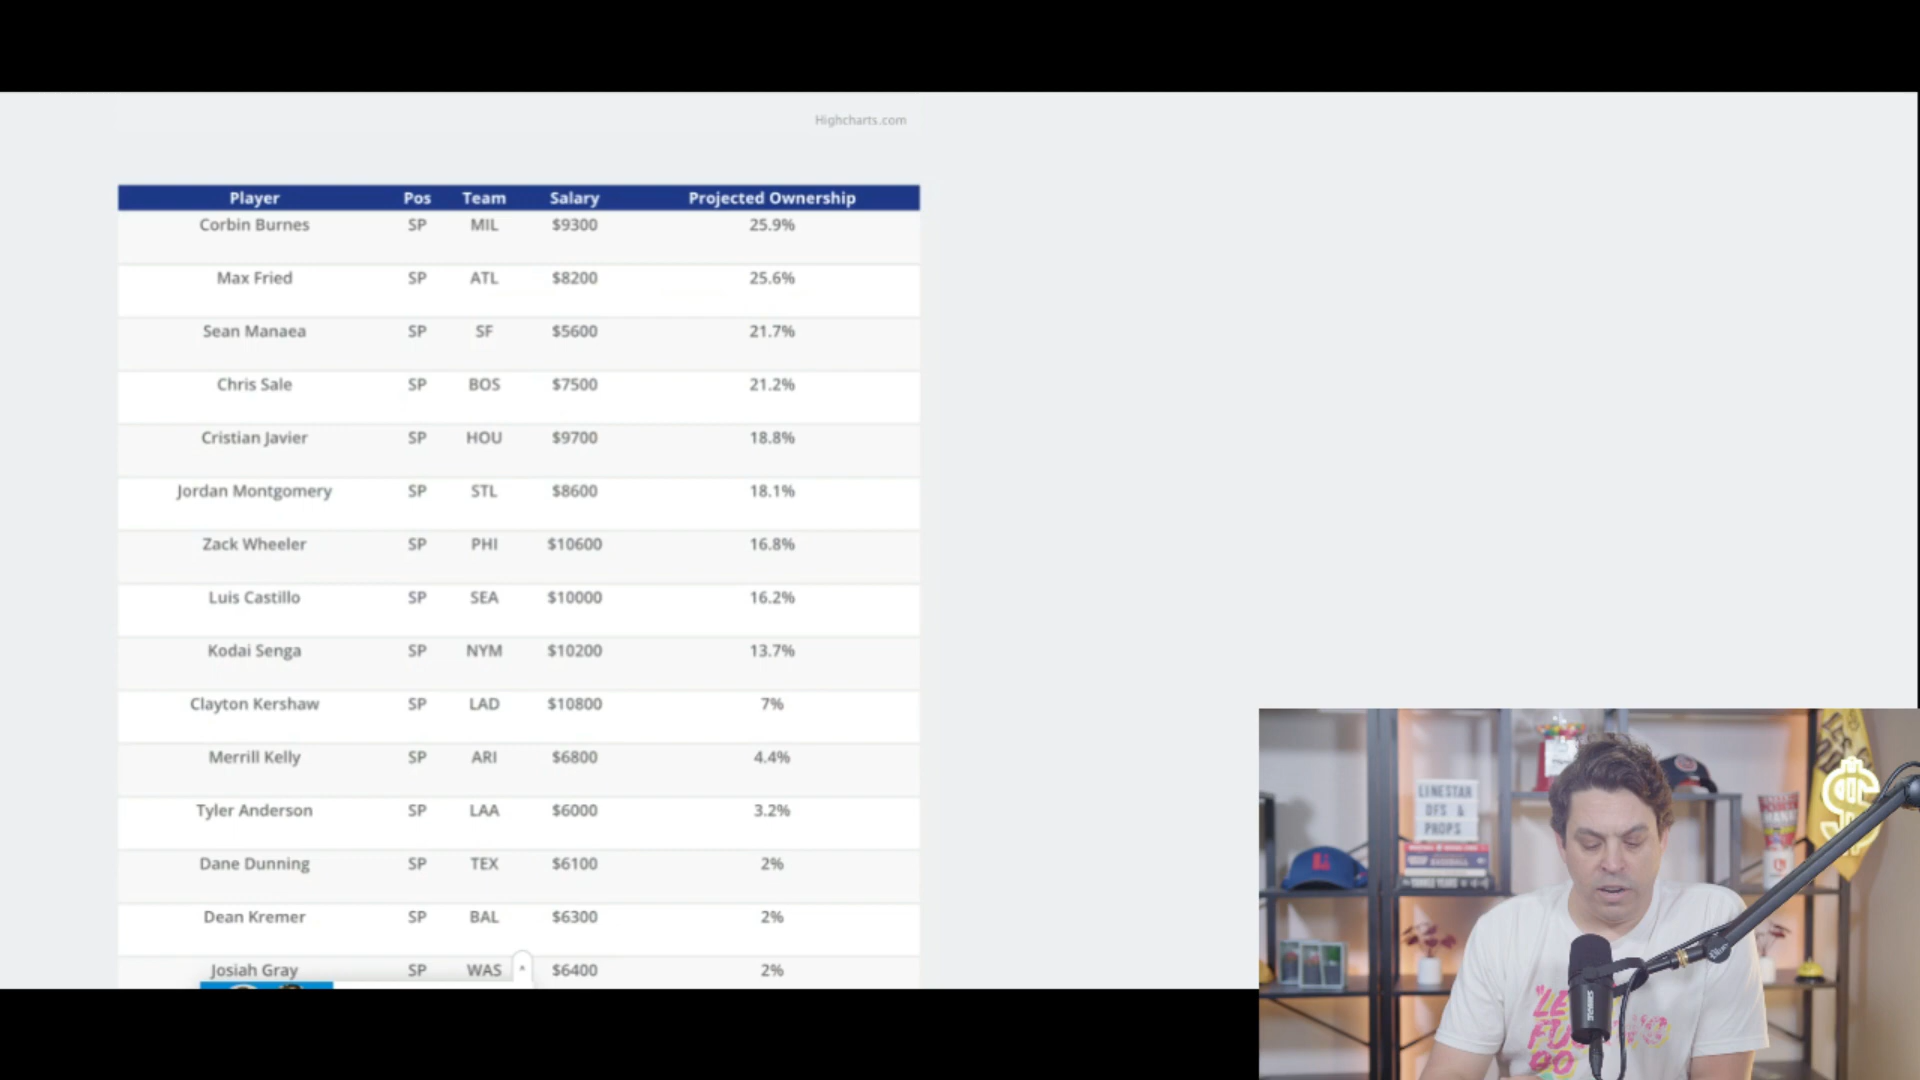 Highcharts.com
Player Pos Team Salary Projected Ownership
Corbin Burnes SP MIL $9300 25.9%
Max Fried SP ATL $8200 25.6%
Sean Manaea SP SF $5600 21.7%
Chris Sale SP BOS $7500 21.2%
Cristian Javier SP HOU $9700 18.8%
Jordan Montgomery SP STL $8600 18.1%
Zack Wheeler SP PHI $10600 16.8%
Luis Castillo SP SEA $10000 16.2%
Kodai Senga SP NYM $10200 13.7%
Clayton Kershaw SP LAD $10800 7%
Merrill Kelly SP ARI $6800 4.4%
Tyler Anderson SP LAA $6000 3.2%
Dane Dunning SP TEX $6100 2%
Dean Kremer SP BAL $6300 2%
Josiah Gray SP WAS $6400 2%
LINESTAR
DFS &
PROPS